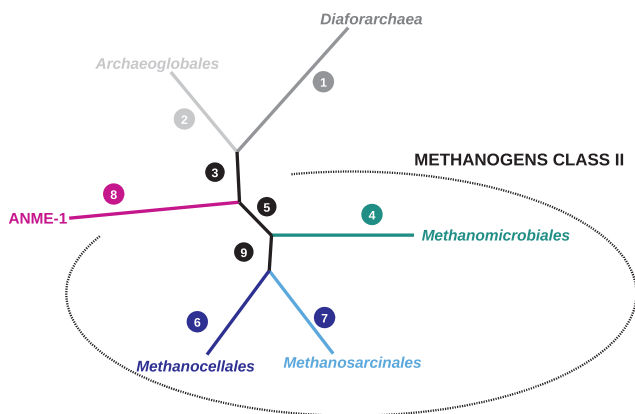 Diaforarchaea
Archaeoglobales
1
2
METHANOGENS CLASS II
3
8
5
4
ANME-1
Methanomicrobiales
9
6
7
Methanocellales
Methanosarcinales